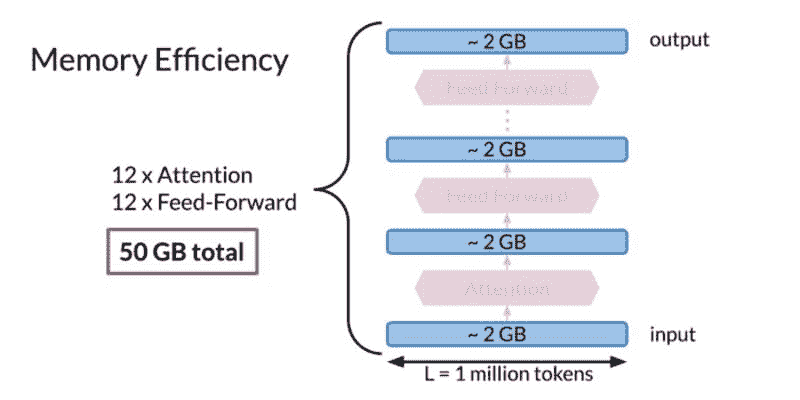 Memory Efficiency
12 x Attention
12 x Feed-Forward
50 GB total
~ 2 GB
output
Feed Forward
~ 2 GB
Feed Forward
~ 2 GB
Attention
~ 2 GB
input
L = 1 million tokens